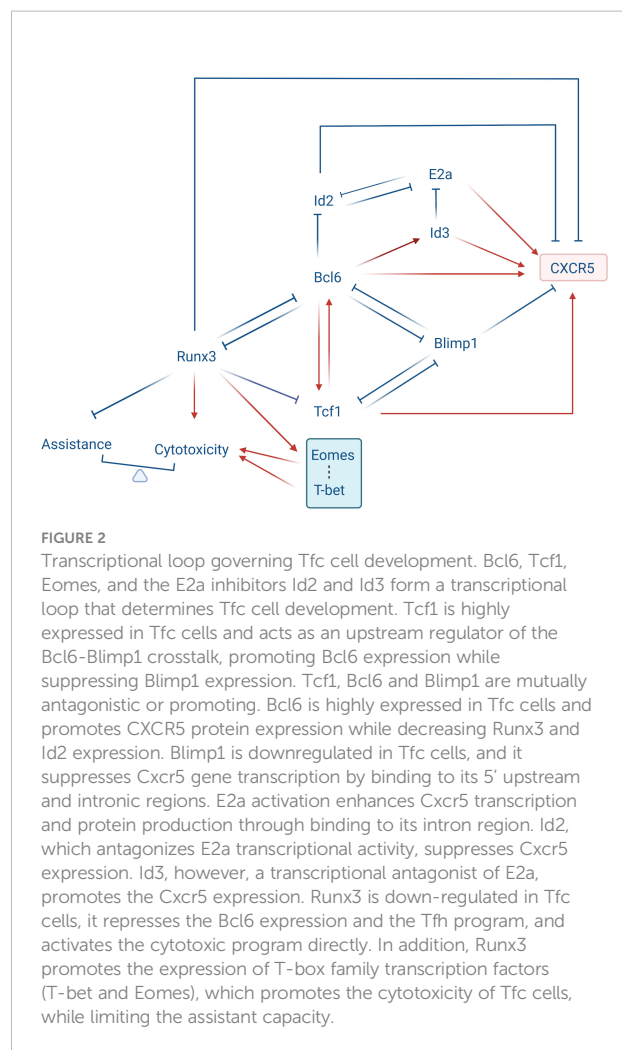 E2a
Id2
Id3
CXCR5
Bcl6
Blimp1
Runx3
Tcf1
Assistance
Cytotoxicity
Eomes
T-bet
FIGURE 2
Transcriptional loop governing Tfc cell development. Bcl6, Tcf1,
Eomes, and the E2a inhibitors Id2 and Id3 form a transcriptional
loop that determines Tfc cell development. Tcf1 is highly
expressed in Tfc cells and acts as an upstream regulator of the
Bcl6-Blimp1 crosstalk, promoting Bcl6 expression while
suppressing Blimp1 expression. Tcf1, Bcl6 and Blimp1 are mutually
antagonistic or promoting. Bcl6 is highly expressed in Tfc cells and
promotes CXCR5 protein expression while decreasing Runx3 and
Id2 expression. Blimp1 is downregulated in Tfc cells, and it
suppresses Cxcr5 gene transcription by binding to its 5’ upstream
and intronic regions. E2a activation enhances Cxcr5 transcription
and protein production through binding to its intron region. Id2,
which antagonizes E2a transcriptional activity, suppresses Cxcr5
expression. Id3, however, a transcriptional antagonist of E2a,
promotes the Cxcr5 expression. Runx3 is down-regulated in Tfc
cells, it represses the Bcl6 expression and the Tfh program, and
activates the cytotoxic program directly. In addition, Runx3
promotes the expression of T-box family transcription factors
(T-bet and Eomes), which promotes the cytotoxicity of Tfc cells,
while limiting the assistant capacity.